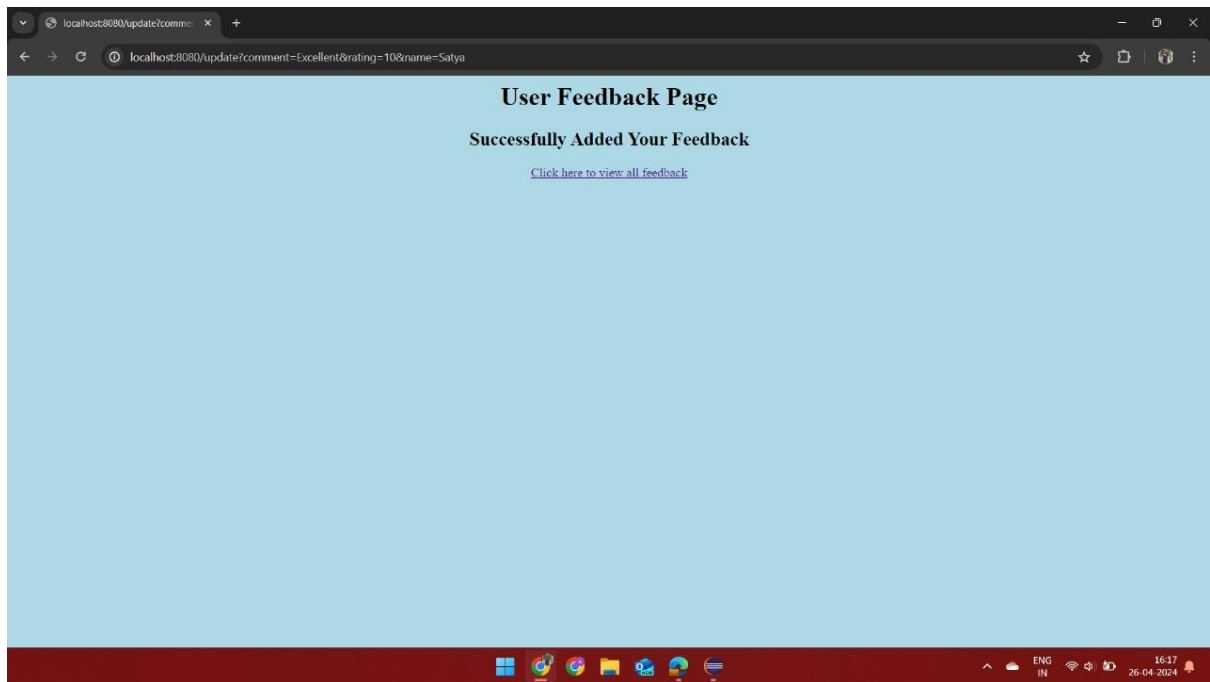 localhost:8080/update?comme
localhost:8080/update?comment=Excellent&rating=10&name=Satya
User Feedback Page
Successfully Added Your Feedback
Click here to view all feedback
ENG
IN
16:17
26-04-2024